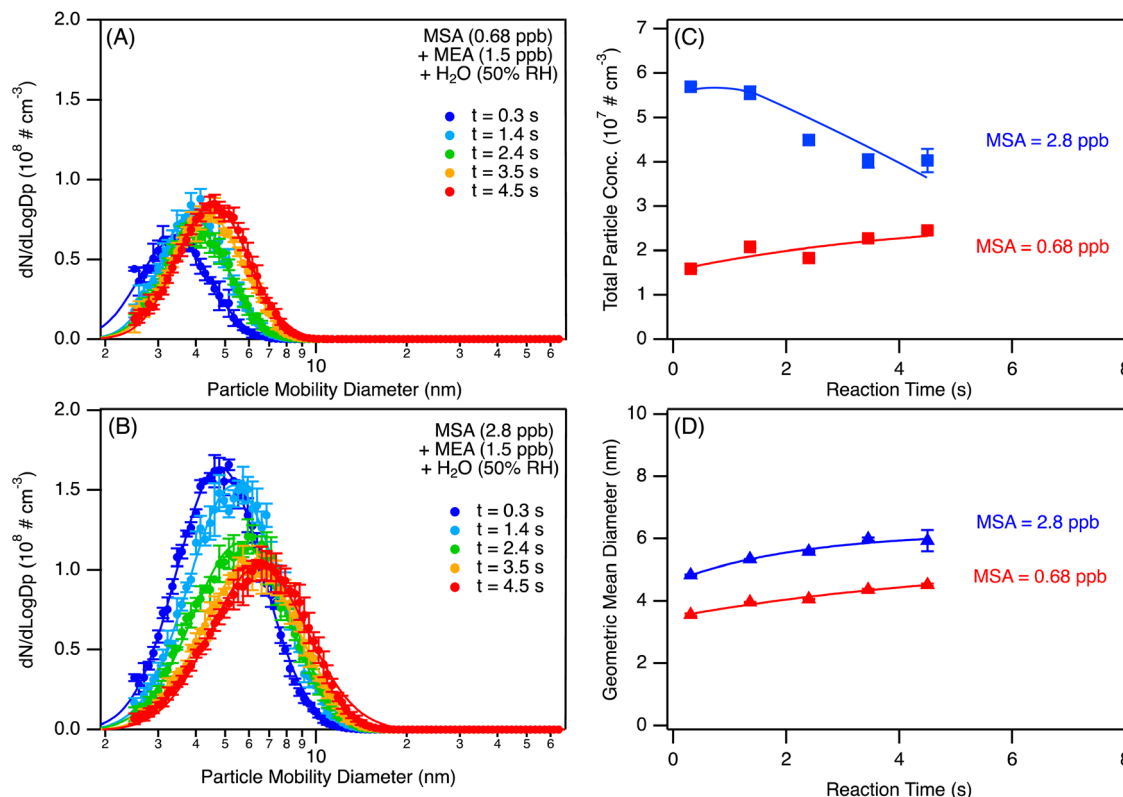 (A)
MSA (0.68 ppb)
+ MEA (1.5 ppb)
+ H₂O (50% RH)
t = 0.3 s
t = 1.4 s
t = 2.4 s
t = 3.5 s
t = 4.5 s
dN/dLogDp (10⁸ # cm⁻³)
2.0
1.5
1.0
0.5
0.0
2 3 4 5 6 7 8 9 10 2 3 4 5 6
Particle Mobility Diameter (nm)
(B)
MSA (2.8 ppb)
+ MEA (1.5 ppb)
+ H₂O (50% RH)
t = 0.3 s
t = 1.4 s
t = 2.4 s
t = 3.5 s
t = 4.5 s
dN/dLogDp (10⁸ # cm⁻³)
2.0
1.5
1.0
0.5
0.0
2 3 4 5 6 7 8 9 10 2 3 4 5 6
Particle Mobility Diameter (nm)
(C)
MSA = 2.8 ppb
MSA = 0.68 ppb
Total Particle Conc. (10⁷ # cm⁻³)
7
6
5
4
3
2
1
0
0 2 4 6 8
Reaction Time (s)
(D)
MSA = 2.8 ppb
MSA = 0.68 ppb
Geometric Mean Diameter (nm)
10
8
6
4
2
0
0 2 4 6 8
Reaction Time (s)